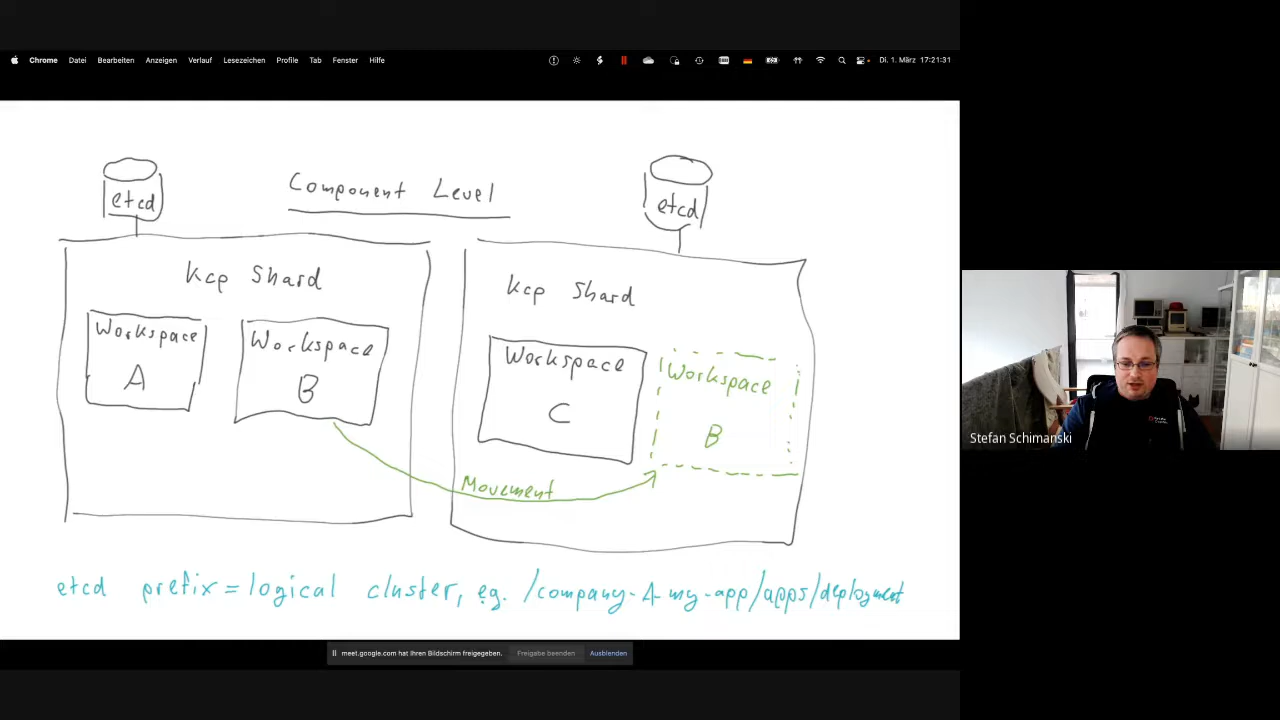 Chrome Datei Bearbeiten Anzeigen Verlauf Lesezeichen Profile Tab Fenster Hilfe Di. 1. März 17:21:31
etcd
Component Level
etcd
Kcp Shard
Workspace
A
Workspace
B
Kcp Shard
Workspace
C
Workspace
B
Movement
etcd prefix = logical cluster, e.g. /company-A-my-app/apps/deployment
meet.google.com hat Ihren Bildschirm freigegeben. Freigabe beenden Ausblenden
Stefan Schimanski